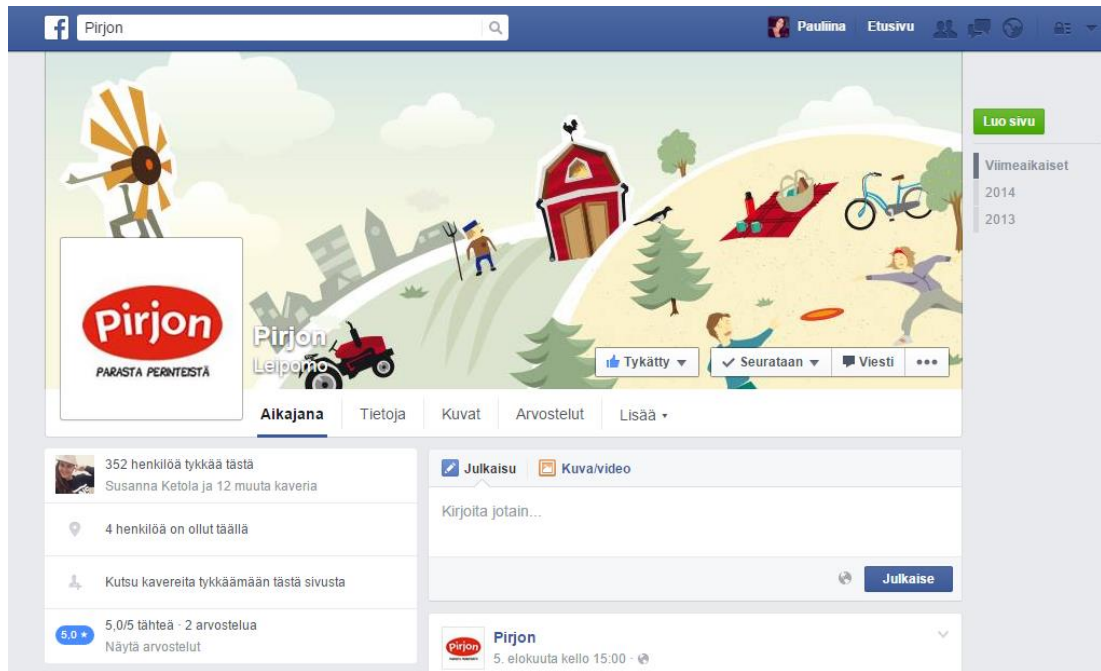 Pirjon
Pauliina
Etusivu
Luo sivu
Viimeaikaiset
2014
2013
Pirjon
PARASTA PERINTEISTÄ
Pirjon
Leipomo
Tykätty
Seurataan
Viesti
Aikajana
Tietoja
Kuvat
Arvostelut
Lisää
352 henkilöä tykkää tästä
Susanna Ketola ja 12 muuta kaveria
4 henkilöä on ollut täällä
Kutsu kavereita tykkäämään tästä sivusta
5,0 ★
5,0/5 tähteä · 2 arvostelua
Näytä arvostelut
Julkaisu
Kuva/video
Kirjoita jotain...
Julkaise
Pirjon
PARASTA PERINTEISTÄ
Pirjon
5. elokuuta kello 15:00 ·